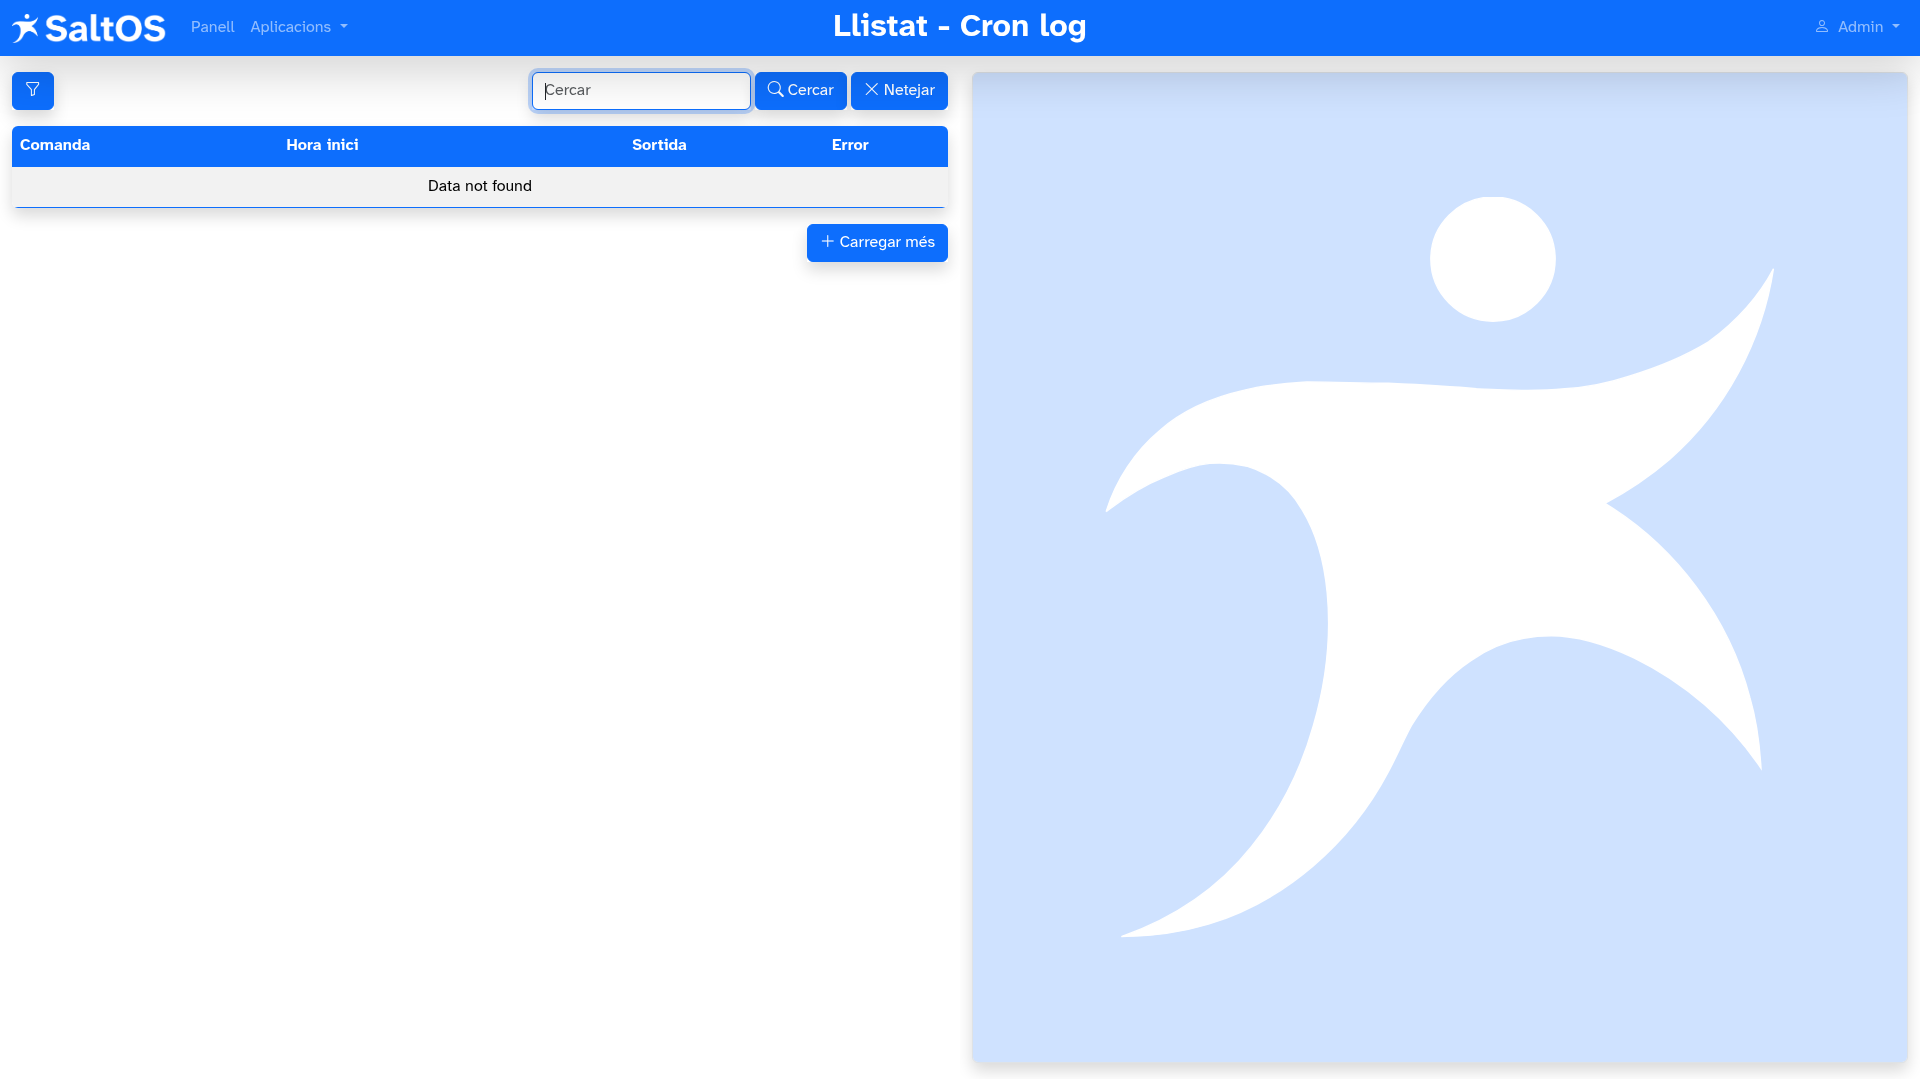 SaltOS Panell Aplicacions Llistat - Cron log Admin
Cercar Cercar Netejar
Comanda Hora inici Sortida Error
Data not found
Carregar més